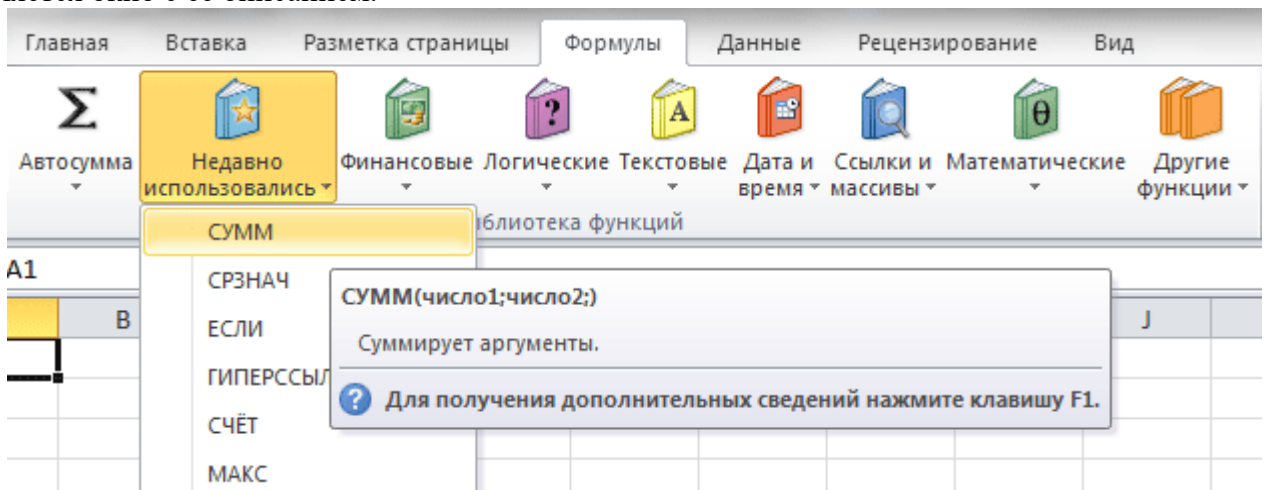 Главная Вставка Разметка страницы Формулы Данные Рецензирование Вид
Σ ? A θ
Автосумма Недавно использовались Финансовые Логические Текстовые Дата и время Ссылки и массивы Математические Другие функции
блиотека функций
СУММ
A1
СРЗНАЧ
СУММ(число1;число2;)
B
J
ЕСЛИ
Суммирует аргументы.
ГИПЕРССЫЛ
? Для получения дополнительных сведений нажмите клавишу F1.
СЧЁТ
МАКС